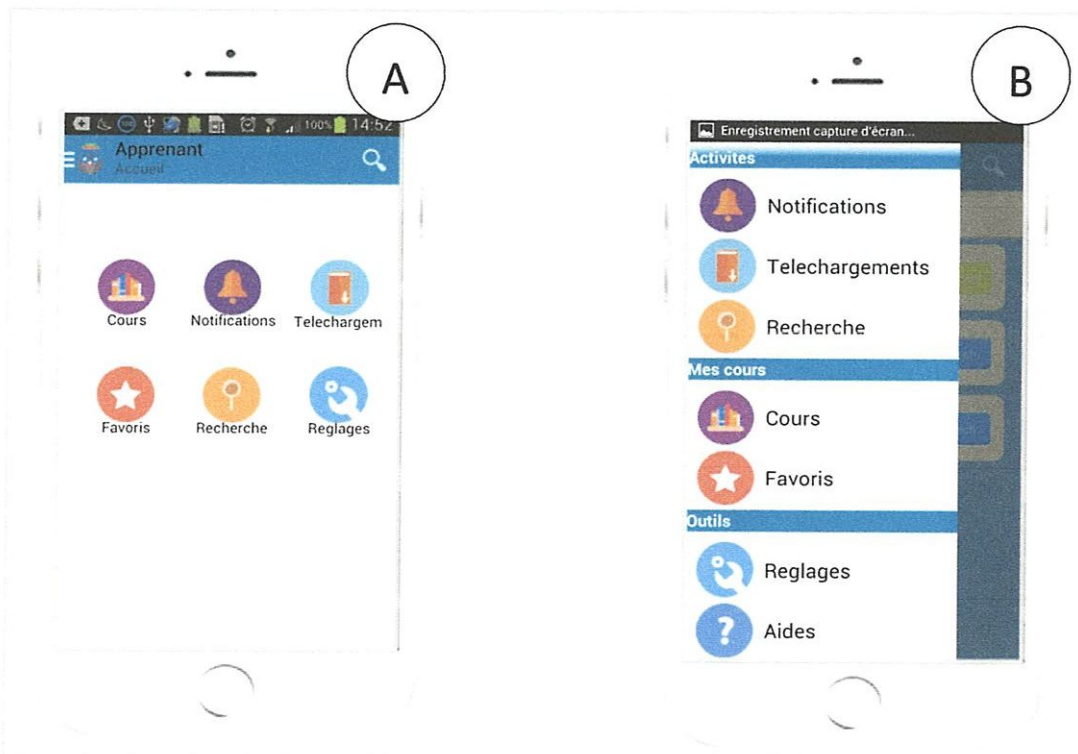 A
100% 14:52
Apprenant
Accueil
Cours
Notifications
Telechargem
Favoris
Recherche
Reglages
B
Enregistrement capture d'écran...
Activites
Notifications
Telechargements
Recherche
Mes cours
Cours
Favoris
Outils
Reglages
?
Aides